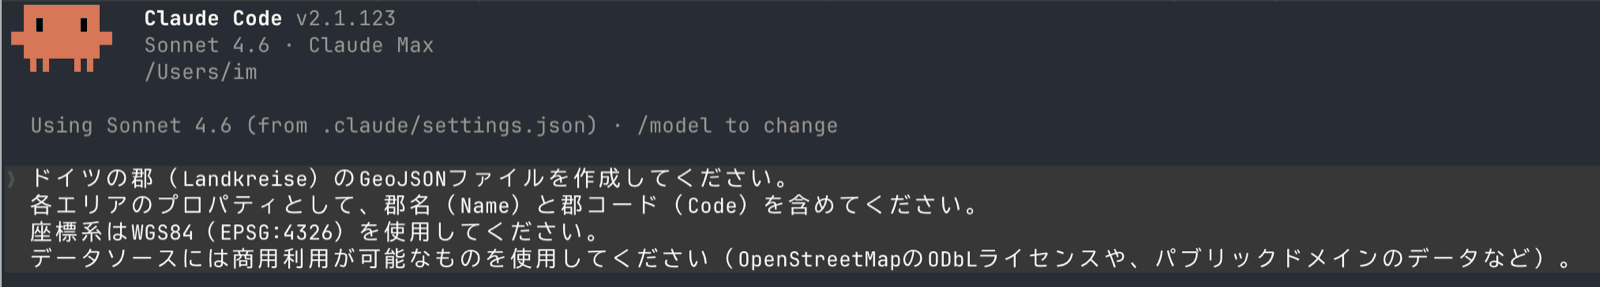 Claude Code v2.1.123
Sonnet 4.6 · Claude Max
/Users/im
Using Sonnet 4.6 (from .claude/settings.json) · /model to change
❯ ドイツの郡（Landkreise）のGeoJSONファイルを作成してください。
各エリアのプロパティとして、郡名（Name）と郡コード（Code）を含めてください。
座標系はWGS84（EPSG:4326）を使用してください。
データソースには商用利用が可能なものを使用してください（OpenStreetMapのODbLライセンスや、パブリックドメインのデータなど）。